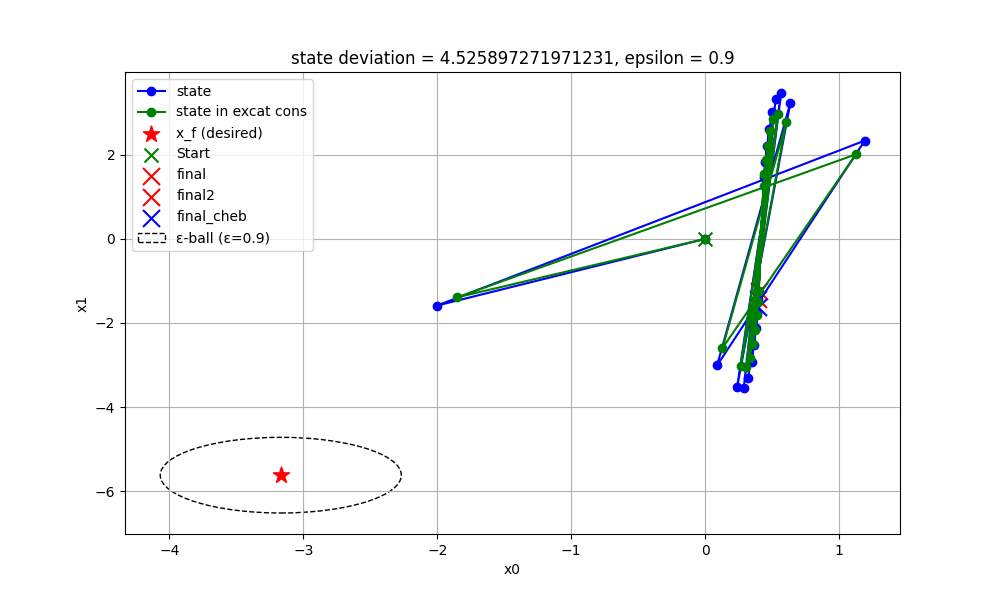 state deviation = 4.525897271971231, epsilon = 0.9
state
state in excat cons
x_f (desired)
Start
final
final2
final_cheb
ε-ball (ε=0.9)
x1
2
0
−2
−4
−6
−4
−3
−2
−1
0
1
x0